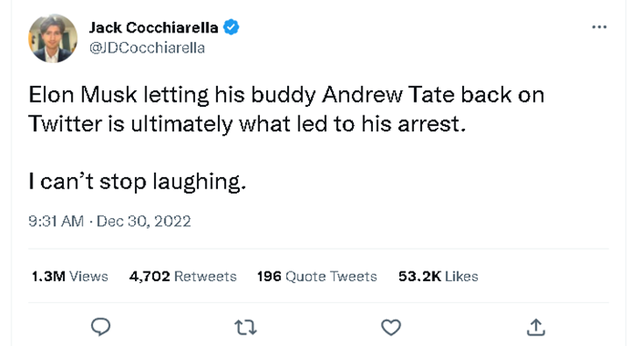 Jack Cocchiarella
@JDCocchiarella
Elon Musk letting his buddy Andrew Tate back on
Twitter is ultimately what led to his arrest.
I can't stop laughing.
9:31 AM · Dec 30, 2022
1.3M Views 4,702 Retweets 196 Quote Tweets 53.2K Likes